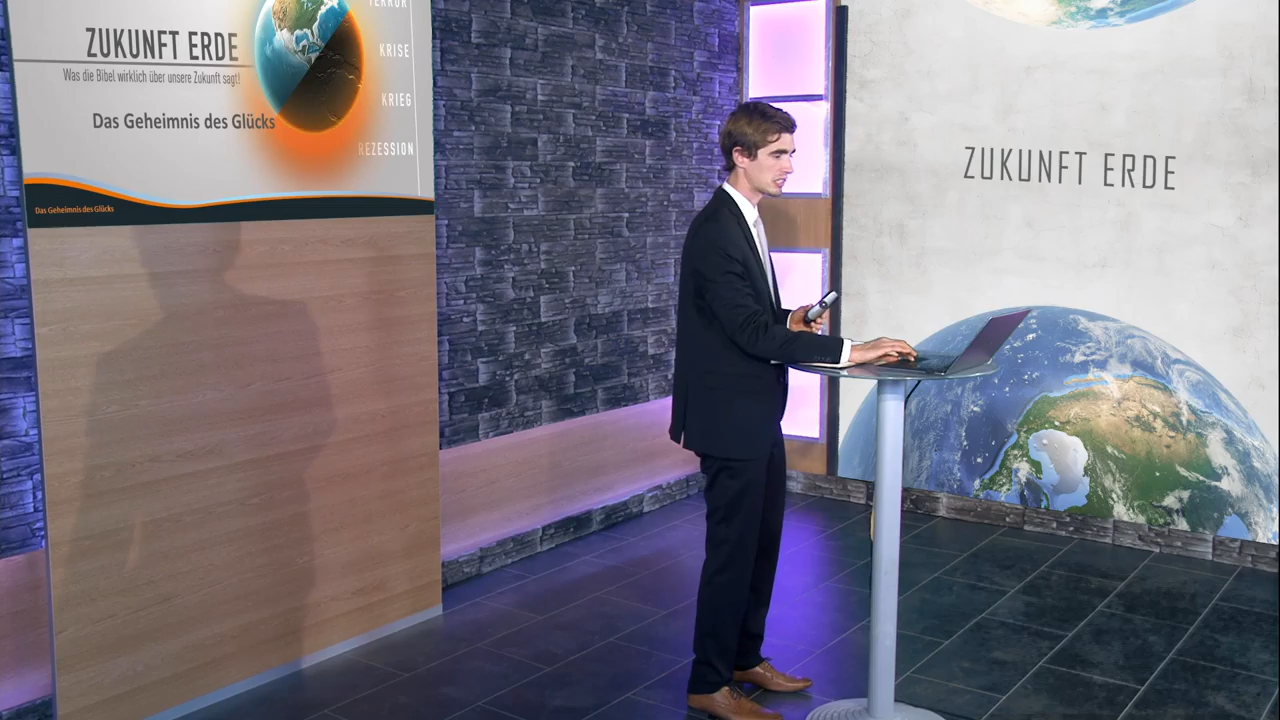 TERROR
ZUKUNFT ERDE
Was die Bibel wirklich über unsere Zukunft sagt!
KRISE
KRIEG
Das Geheimnis des Glücks
REZESSION
Das Geheimnis des Glücks
ZUKUNFT ERDE